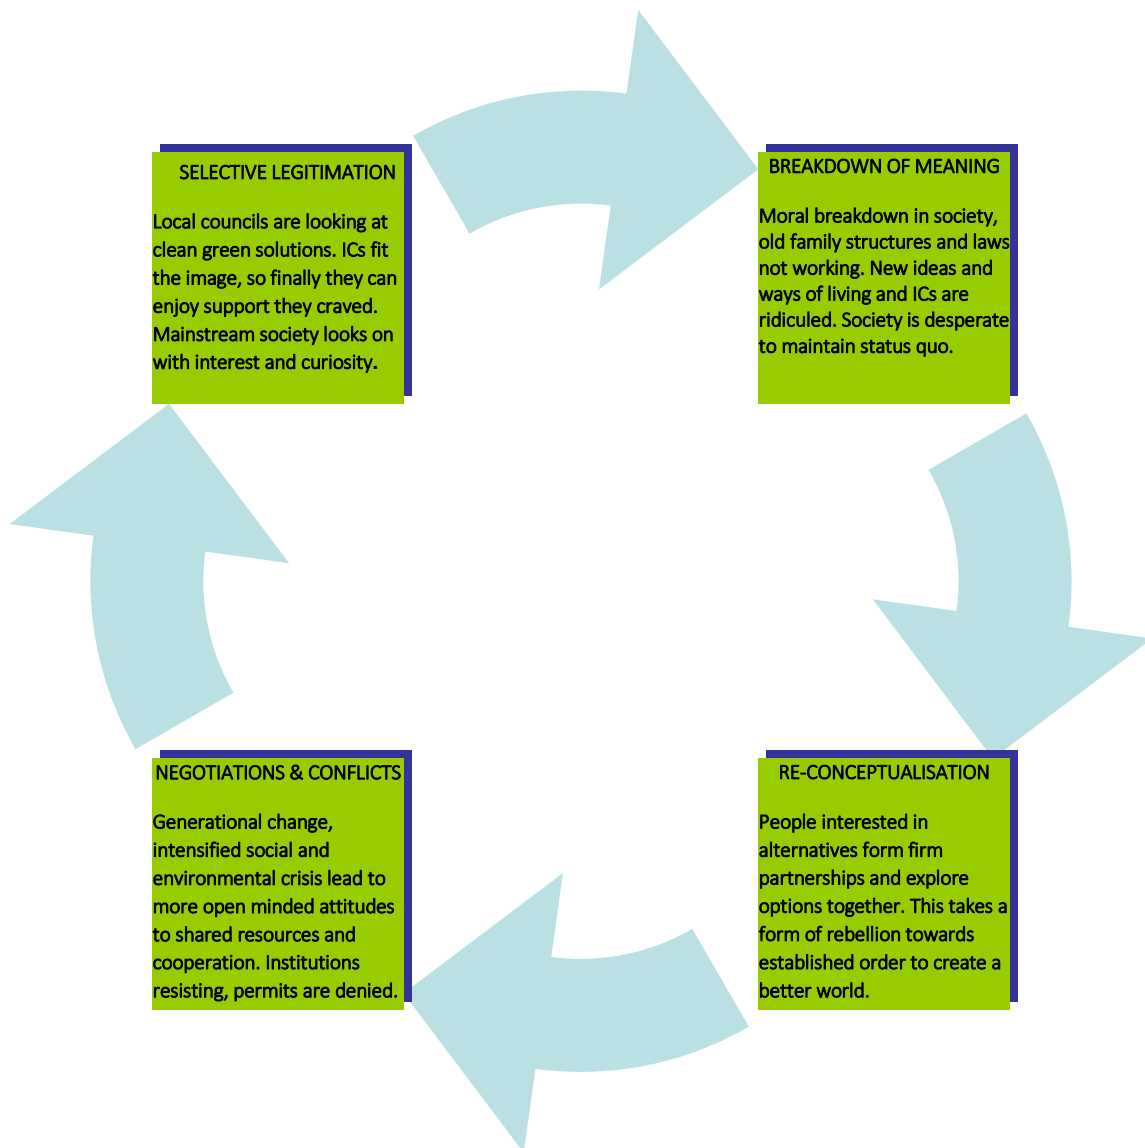 SELECTIVE LEGITIMATION
Local councils are looking at
clean green solutions. ICs fit
the image, so finally they can
enjoy support they craved.
Mainstream society looks on
with interest and curiosity.
BREAKDOWN OF MEANING
Moral breakdown in society,
old family structures and laws
not working. New ideas and
ways of living and ICs are
ridiculed. Society is desperate
to maintain status quo.
NEGOTIATIONS & CONFLICTS
Generational change,
intensified social and
environmental crisis lead to
more open minded attitudes
to shared resources and
cooperation. Institutions
resisting, permits are denied.
RE-CONCEPTUALISATION
People interested in
alternatives form firm
partnerships and explore
options together. This takes a
form of rebellion towards
established order to create a
better world.